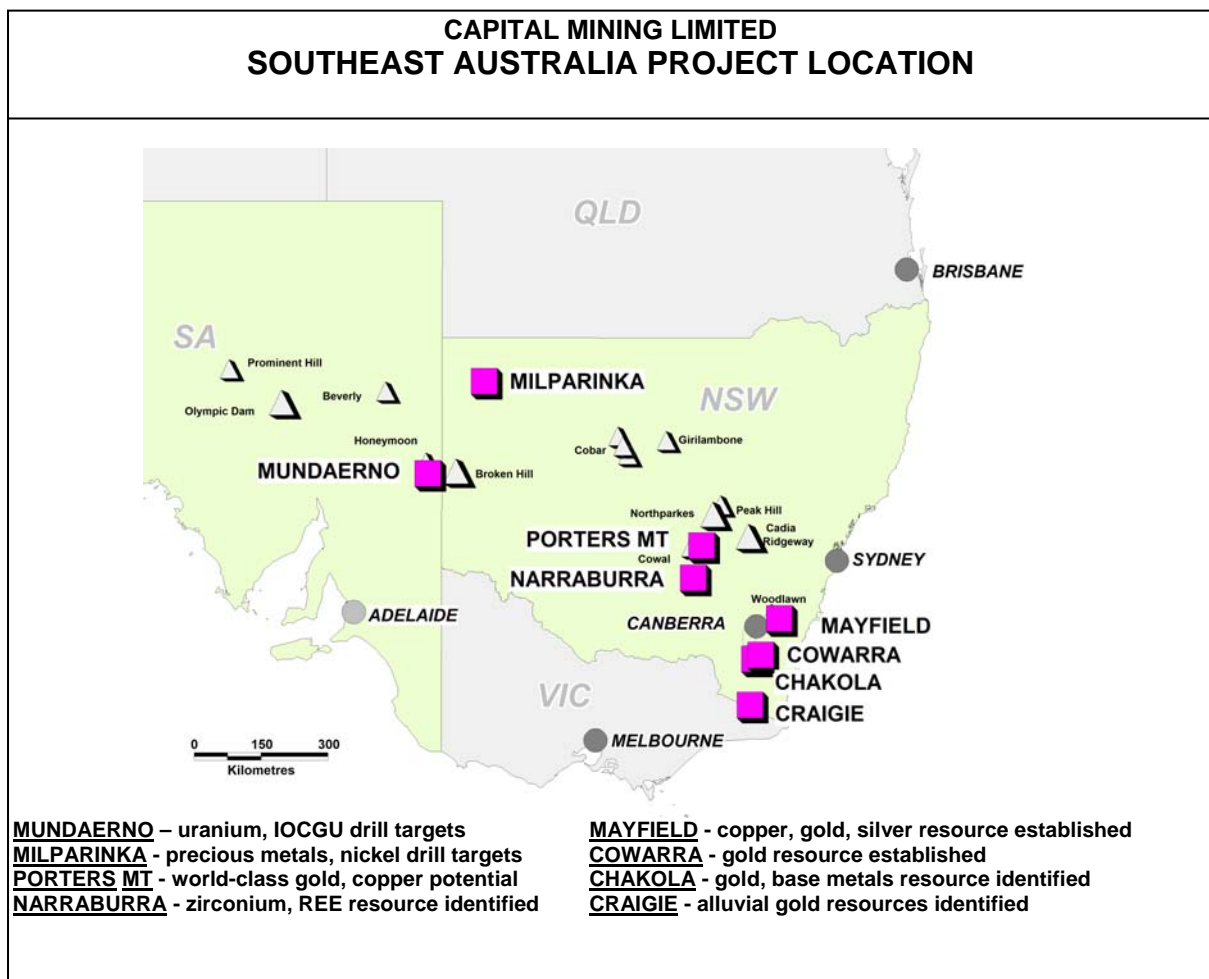 CAPITAL MINING LIMITED
SOUTHEAST AUSTRALIA PROJECT LOCATION
QLD
BRISBANE
SA
Prominent Hill
MILPARINKA
NSW
Beverly
Olympic Dam
Honeymoon
Cobar
Girilambone
MUNDAERNO
Broken Hill
Northparkes
Peak Hill
Cadia
Ridgeway
PORTERS MT
Cowal
SYDNEY
NARRABURRA
Woodlawn
ADELAIDE
CANBERRA
MAYFIELD
COWARRA
CHAKOLA
VIC
CRAIGIE
MELBOURNE
0 150 300
Kilometres
MUNDAERNO – uranium, IOCGU drill targets
MILPARINKA - precious metals, nickel drill targets
PORTERS MT - world-class gold, copper potential
NARRABURRA - zirconium, REE resource identified
MAYFIELD - copper, gold, silver resource established
COWARRA - gold resource established
CHAKOLA - gold, base metals resource identified
CRAIGIE - alluvial gold resources identified